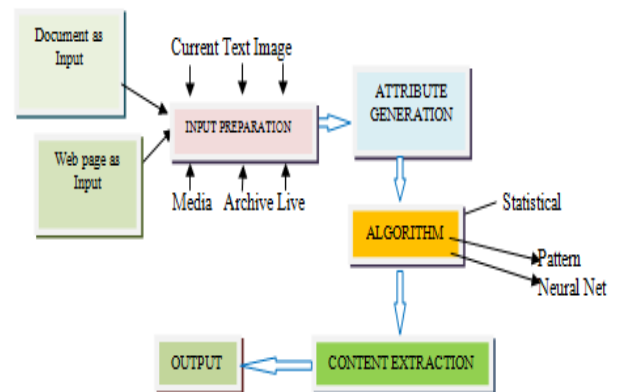 Document as
Input
Current Text Image
ATTRIBUTE
GENERATION
INPUT PREPARATION
Web page as
Input
Media Archive Live
Statistical
ALGORITHM
Pattern
Neural Net
OUTPUT
CONTENT EXTRACTION